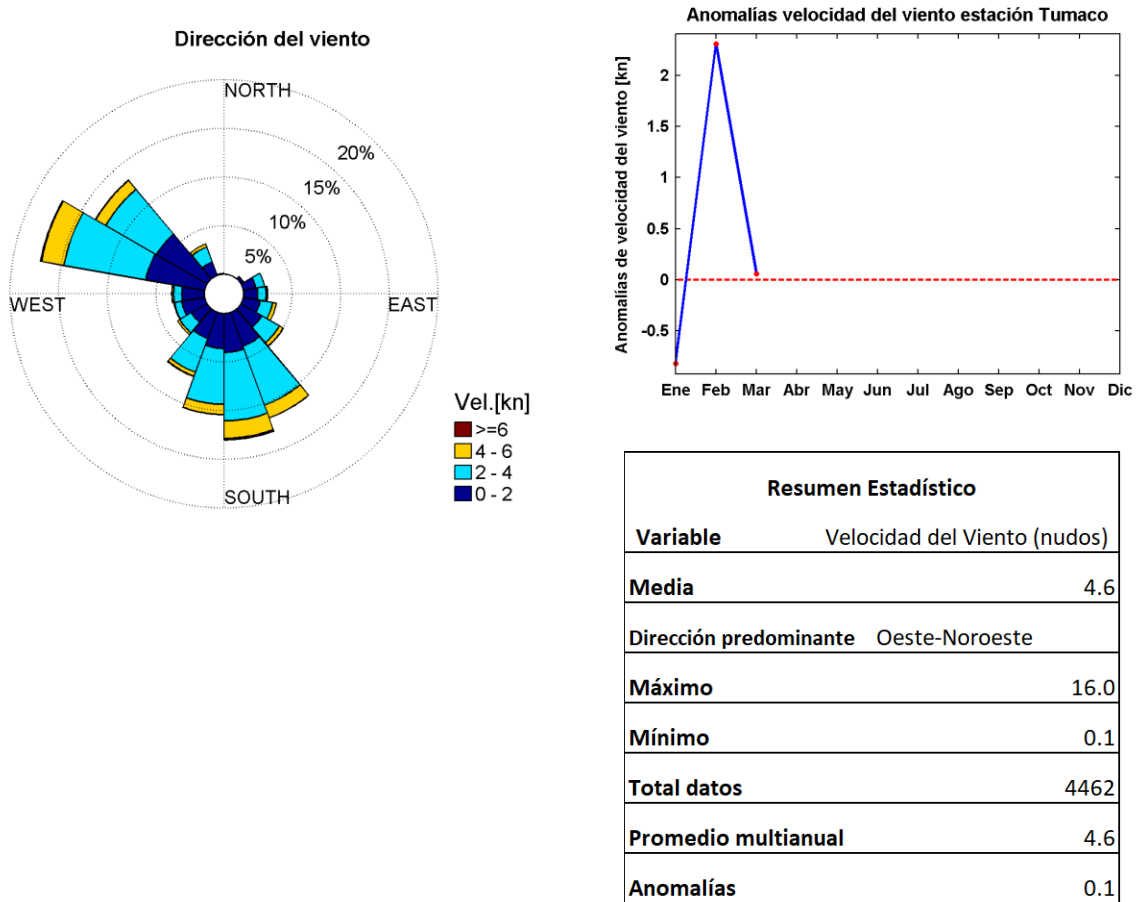 Dirección del viento
NORTH
20%
15%
10%
5%
WEST
EAST
SOUTH
Vel.[kn]
>=6
4 - 6
2 - 4
0 - 2
Anomalías velocidad del viento estación Tumaco
Anomalias de velocidad del viento [kn]
2
1.5
1
0.5
0
-0.5
Ene Feb Mar Abr May Jun Jul Ago Sep Oct Nov Dic
Resumen Estadístico
Variable Velocidad del Viento (nudos)
Media 4.6
Dirección predominante Oeste-Noroeste
Máximo 16.0
Mínimo 0.1
Total datos 4462
Promedio multianual 4.6
Anomalías 0.1